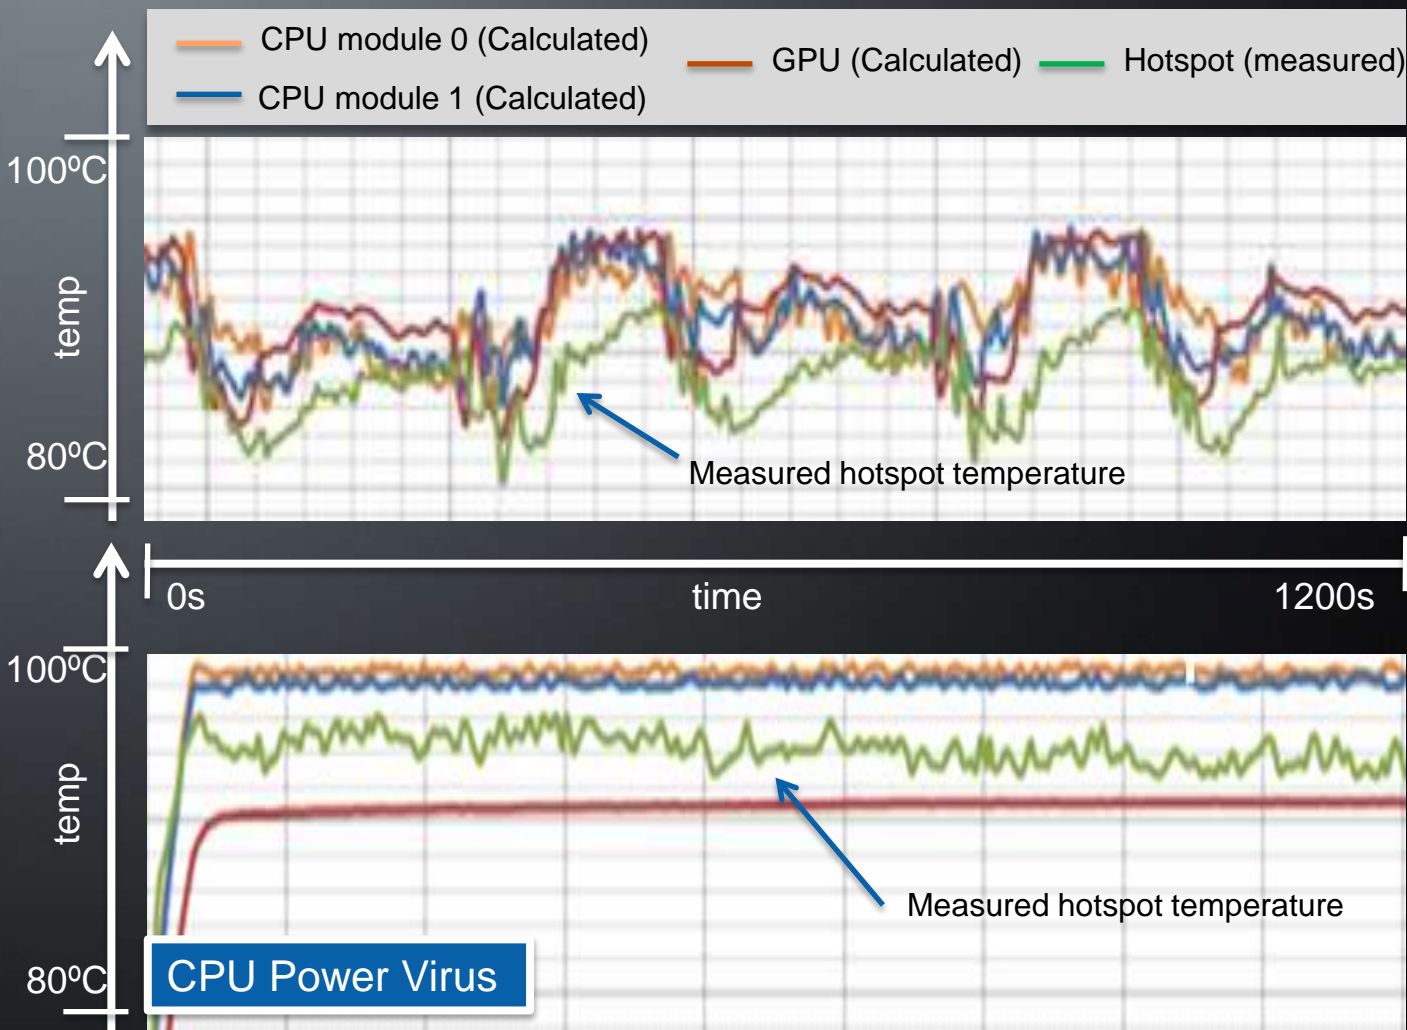 CPU module 0 (Calculated)
CPU module 1 (Calculated)
GPU (Calculated)
Hotspot (measured)
100ºC
temp
80ºC
Measured hotspot temperature
0s
time
1200s
100ºC
temp
80ºC
Measured hotspot temperature
CPU Power Virus